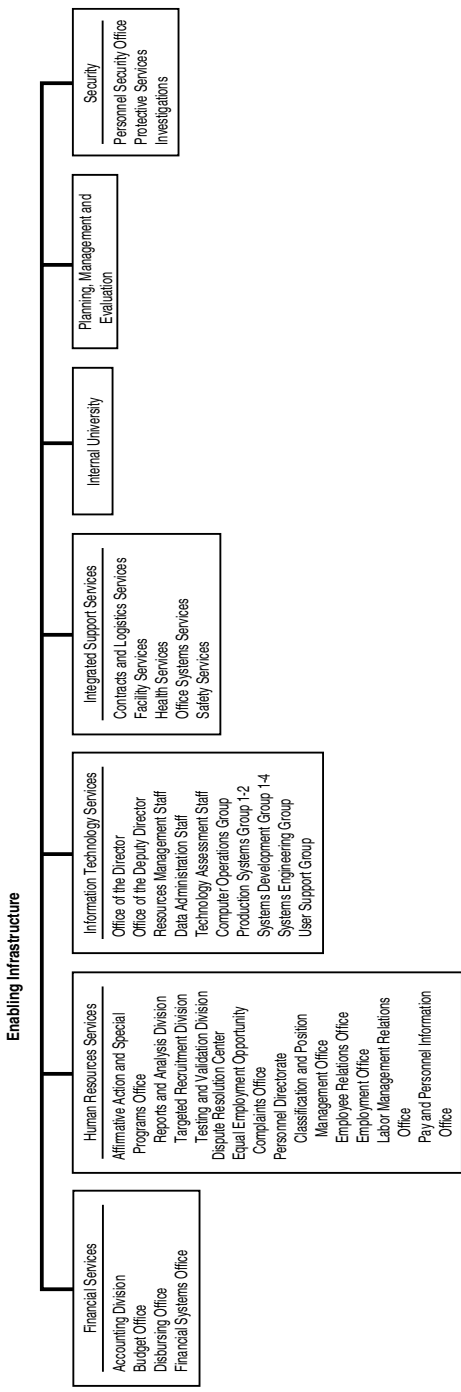 Enabling Infrastructure
Financial Services
Accounting Division
Budget Office
Disbursing Office
Financial Systems Office
Human Resources Services
Affirmative Action and Special
Programs Office
Reports and Analysis Division
Targeted Recruitment Division
Testing and Validation Division
Dispute Resolution Center
Equal Employment Opportunity
Complaints Office
Personnel Directorate
Classification and Position
Management Office
Employee Relations Office
Employment Office
Labor Management Relations
Office
Pay and Personnel Information
Office
Information Technology Services
Office of the Director
Office of the Deputy Director
Resources Management Staff
Data Administration Staff
Technology Assessment Staff
Computer Operations Group
Production Systems Group 1-2
Systems Development Group 1-4
Systems Engineering Group
User Support Group
Integrated Support Services
Contracts and Logistics Services
Facility Services
Health Services
Office Systems Services
Safety Services
Internal University
Planning, Management and
Evaluation
Security
Personnel Security Office
Protective Services
Investigations